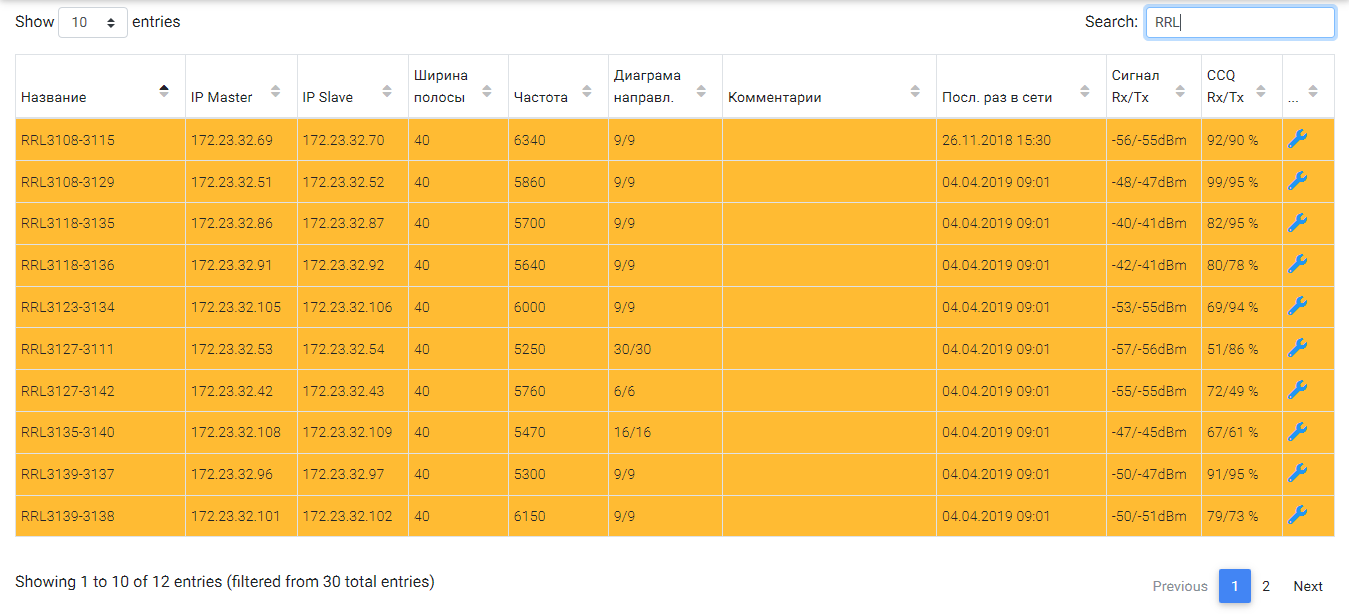 Show 10 entries Search: RRL
Название IP Master IP Slave Ширина полосы Частота Диаграма направл. Комментарии Посл. раз в сети Сигнал Rx/Tx CCQ Rx/Tx ...
RRL3108-3115 172.23.32.69 172.23.32.70 40 6340 9/9 26.11.2018 15:30 -56/-55dBm 92/90 %
RRL3108-3129 172.23.32.51 172.23.32.52 40 5860 9/9 04.04.2019 09:01 -48/-47dBm 99/95 %
RRL3118-3135 172.23.32.86 172.23.32.87 40 5700 9/9 04.04.2019 09:01 -40/-41dBm 82/95 %
RRL3118-3136 172.23.32.91 172.23.32.92 40 5640 9/9 04.04.2019 09:01 -42/-41dBm 80/78 %
RRL3123-3134 172.23.32.105 172.23.32.106 40 6000 9/9 04.04.2019 09:01 -53/-55dBm 69/94 %
RRL3127-3111 172.23.32.53 172.23.32.54 40 5250 30/30 04.04.2019 09:01 -57/-56dBm 51/86 %
RRL3127-3142 172.23.32.42 172.23.32.43 40 5760 6/6 04.04.2019 09:01 -55/-55dBm 72/49 %
RRL3135-3140 172.23.32.108 172.23.32.109 40 5470 16/16 04.04.2019 09:01 -47/-45dBm 67/61 %
RRL3139-3137 172.23.32.96 172.23.32.97 40 5300 9/9 04.04.2019 09:01 -50/-47dBm 91/95 %
RRL3139-3138 172.23.32.101 172.23.32.102 40 6150 9/9 04.04.2019 09:01 -50/-51dBm 79/73 %
Showing 1 to 10 of 12 entries (filtered from 30 total entries) Previous 1 2 Next